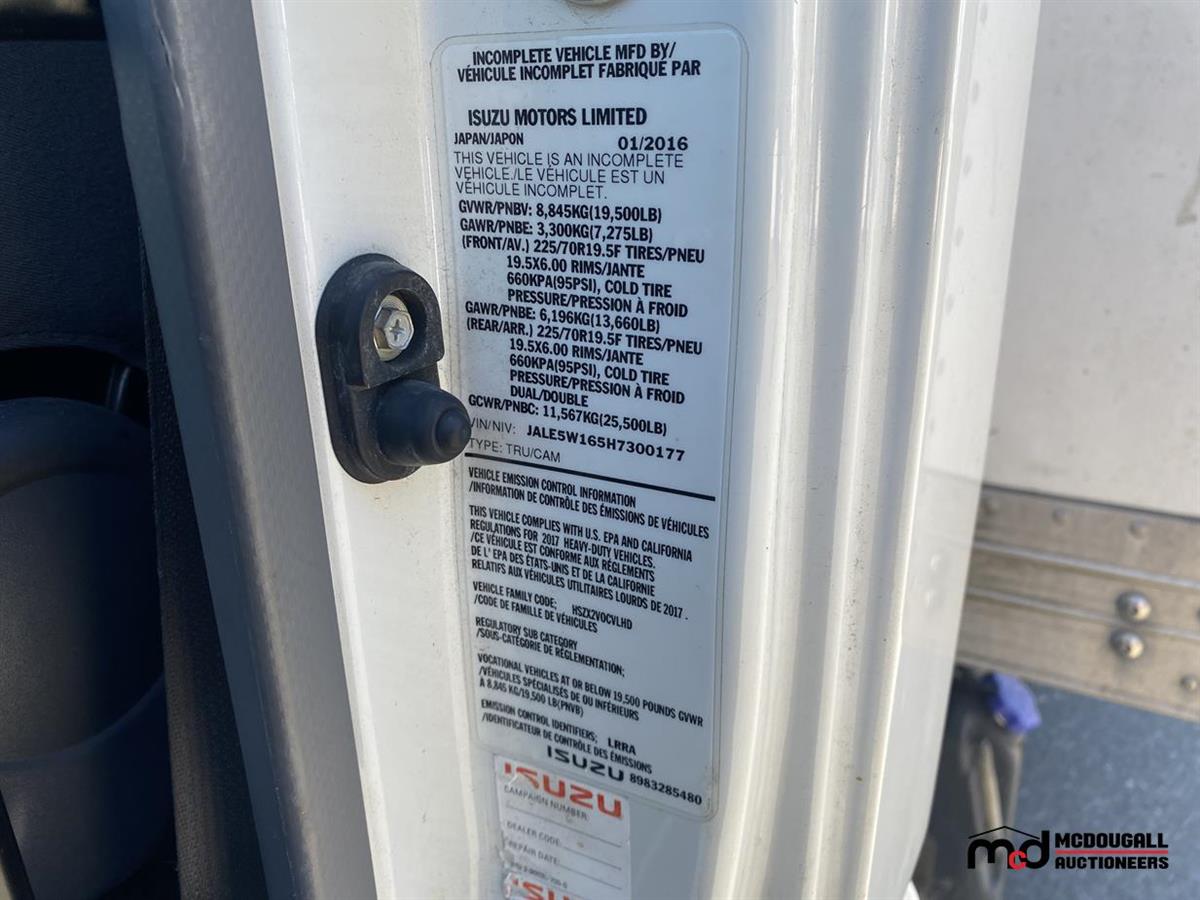 INCOMPLETE VEHICLE MFD BY/
VÉHICULE INCOMPLET FABRIQUÉ PAR
ISUZU MOTORS LIMITED
JAPAN/JAPON 01/2016
THIS VEHICLE IS AN INCOMPLETE
VEHICLE./LE VÉHICULE EST UN
VÉHICULE INCOMPLET.
GVWR/PNBV: 8,845KG(19,500LB)
GAWR/PNBE: 3,300KG(7,275LB)
(FRONT/AV.) 225/70R19.5F TIRES/PNEU
19.5X6.00 RIMS/JANTE
660KPA(95PSI), COLD TIRE
PRESSURE/PRESSION À FROID
GAWR/PNBE: 6,196KG(13,660LB)
(REAR/ARR.) 225/70R19.5F TIRES/PNEU
19.5X6.00 RIMS/JANTE
660KPA(95PSI), COLD TIRE
PRESSURE/PRESSION À FROID
DUAL/DOUBLE
GCWR/PNBC: 11,567KG(25,500LB)
VIN/NIV: JALE5W165H7300177
TYPE: TRU/CAM
VEHICLE EMISSION CONTROL INFORMATION
/INFORMATION DE CONTRÔLE DES ÉMISSIONS DE VÉHICULES
THIS VEHICLE COMPLIES WITH U.S. EPA AND CALIFORNIA
REGULATIONS FOR 2017 HEAVY-DUTY VEHICLES.
/CE VÉHICULE EST CONFORME AUX RÉGLEMENTS
DE L' EPA DES ÉTATS-UNIS ET DE LA CALIFORNIE
RELATIFS AUX VÉHICULES UTILITAIRES LOURDS DE 2017.
VEHICLE FAMILY CODE; HSZX2VOCVLHD
/CODE DE FAMILLE DE VÉHICULES
REGULATORY SUB CATEGORY
/SOUS-CATÉGORIE DE RÉGLEMENTATION;
VOCATIONAL VEHICLES AT OR BELOW 19,500 POUNDS GVWR
/VÉHICULES SPÉCIALISÉS DE OU INFÉRIEURS
A 8,845 KG/19,500 LB(PNVB)
EMISSION CONTROL IDENTIFIERS; LRRA
/IDENTIFICATEUR DE CONTRÔLE DES ÉMISSIONS
ISUZU 8983285480
ISUZU
CAMPAIGN NUMBER:
DEALER CODE:
REPAIR DATE:
ISUZU
mcd MCDOUGALL
AUCTIONEERS